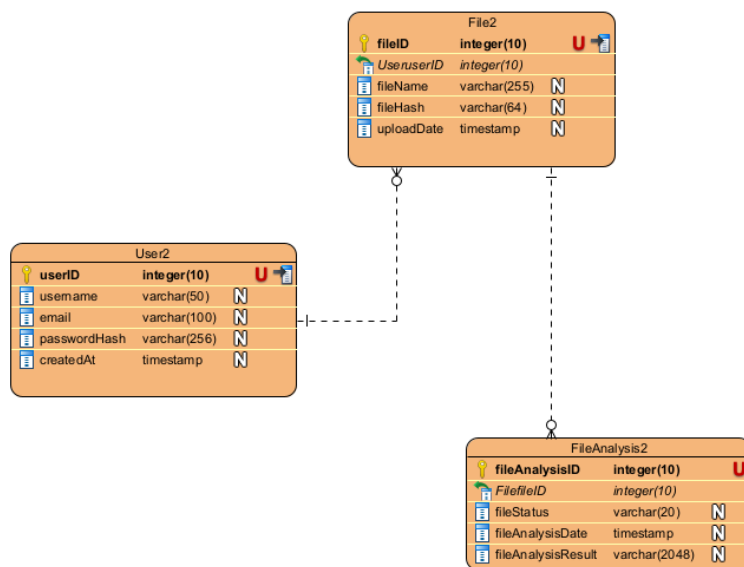 File2
fileID integer(10) U
UseruserID integer(10)
fileName varchar(255) N
fileHash varchar(64) N
uploadDate timestamp N
User2
userID integer(10) U
username varchar(50) N
email varchar(100) N
passwordHash varchar(256) N
createdAt timestamp N
FileAnalysis2
fileAnalysisID integer(10) U
FilefileID integer(10)
fileStatus varchar(20) N
fileAnalysisDate timestamp N
fileAnalysisResult varchar(2048) N